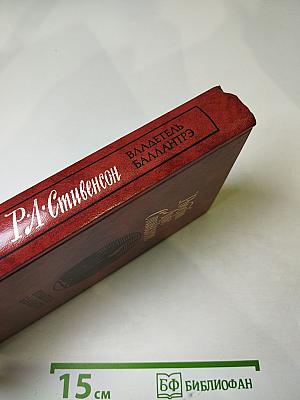 Р.Л.Стивенсон
ВЛАДЕТЕЛЬ
БАЛЛАНТРЭ
15 см
БФ БИБЛИОФАН